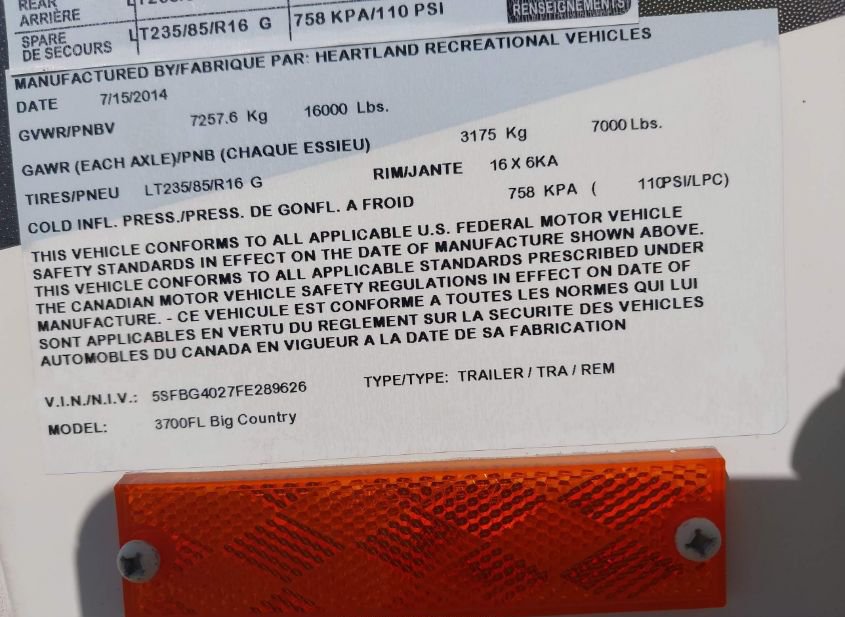 REAR
ARRIÈRE
758 KPA/110 PSI
RENSEIGNEMENTS
SPARE
DE SECOURS
LT235/85/R16 G
MANUFACTURED BY/FABRIQUE PAR: HEARTLAND RECREATIONAL VEHICLES
DATE 7/15/2014
GVWR/PNBV 7257.6 Kg 16000 Lbs.
GAWR (EACH AXLE)/PNB (CHAQUE ESSIEU) 3175 Kg 7000 Lbs.
TIRES/PNEU LT235/85/R16 G RIM/JANTE 16 X 6KA
COLD INFL. PRESS./PRESS. DE GONFL. A FROID 758 KPA ( 110PSI/LPC)
THIS VEHICLE CONFORMS TO ALL APPLICABLE U.S. FEDERAL MOTOR VEHICLE
SAFETY STANDARDS IN EFFECT ON THE DATE OF MANUFACTURE SHOWN ABOVE.
THIS VEHICLE CONFORMS TO ALL APPLICABLE STANDARDS PRESCRIBED UNDER
THE CANADIAN MOTOR VEHICLE SAFETY REGULATIONS IN EFFECT ON DATE OF
MANUFACTURE. - CE VEHICULE EST CONFORME A TOUTES LES NORMES QUI LUI
SONT APPLICABLES EN VERTU DU REGLEMENT SUR LA SECURITE DES VEHICLES
AUTOMOBLES DU CANADA EN VIGUEUR A LA DATE DE SA FABRICATION
V.I.N./N.I.V.: 5SFBG4027FE289626 TYPE/TYPE: TRAILER / TRA / REM
MODEL: 3700FL Big Country